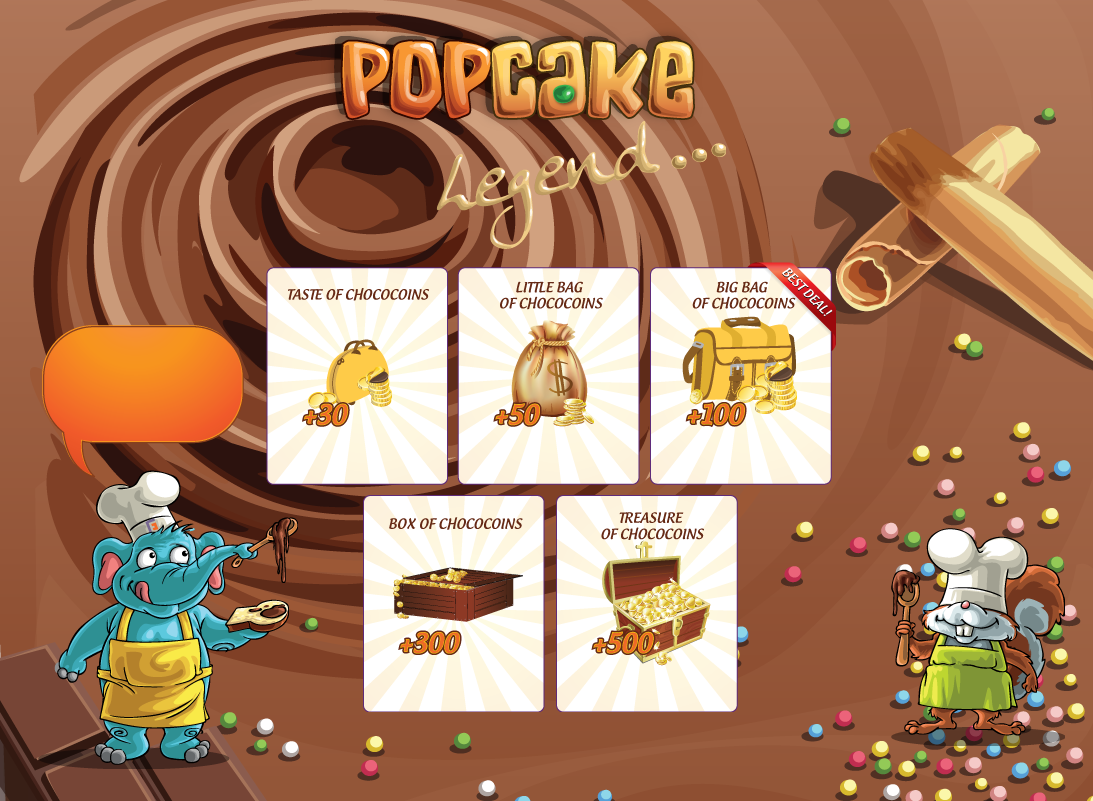 POPCAKE
Legend...
TASTE OF CHOCOCOINS
+30
LITTLE BAG
OF CHOCOCOINS
$
+50
BIG BAG
OF CHOCOCOINS
BEST DEAL!
+100
BOX OF CHOCOCOINS
+300
TREASURE
OF CHOCOCOINS
+500